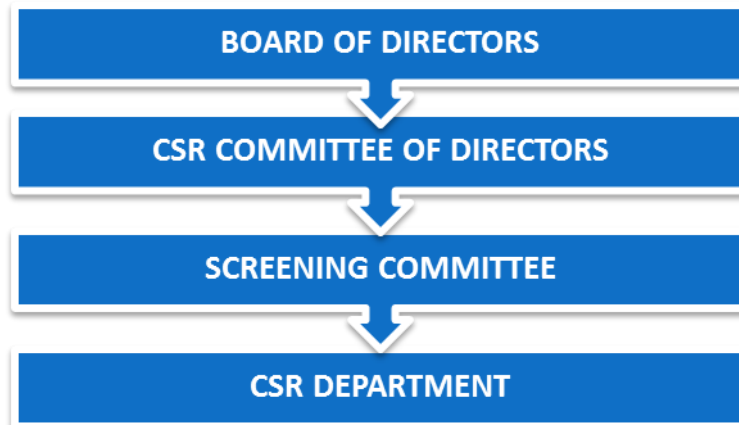 BOARD OF DIRECTORS
CSR COMMITTEE OF DIRECTORS
SCREENING COMMITTEE
CSR DEPARTMENT